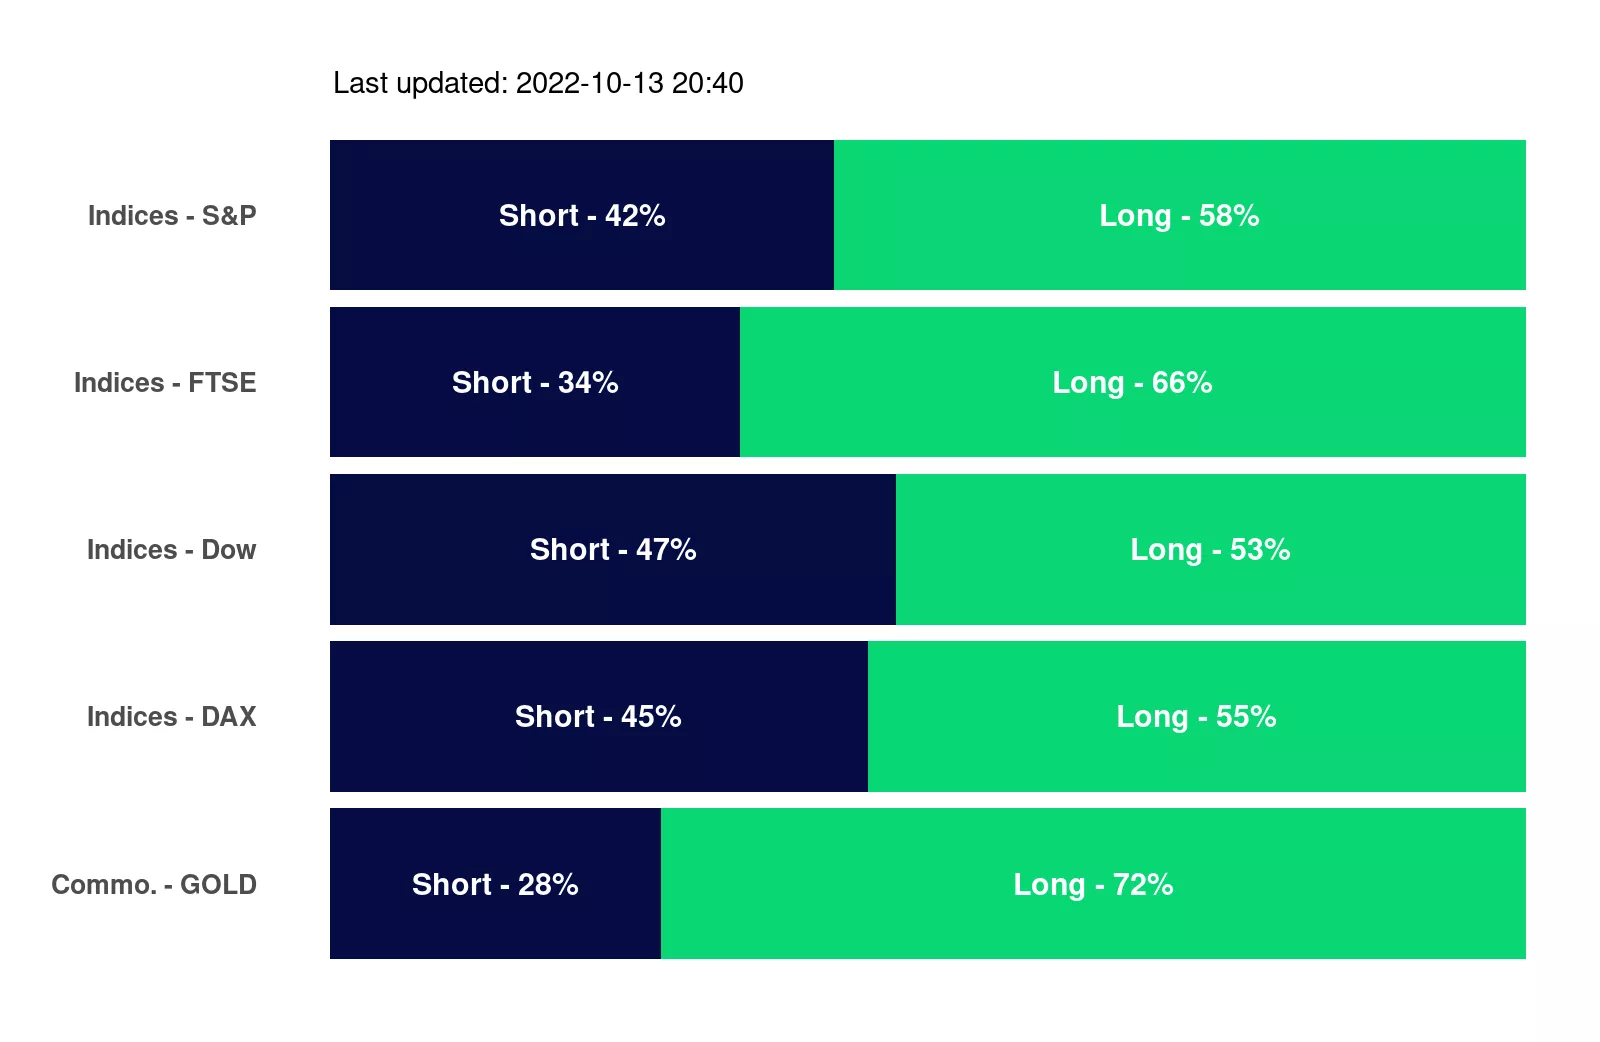 Last updated: 2022-10-13 20:40
Indices - S&P Short - 42% Long - 58%
Indices - FTSE Short - 34% Long - 66%
Indices - Dow Short - 47% Long - 53%
Indices - DAX Short - 45% Long - 55%
Commo. - GOLD Short - 28% Long - 72%